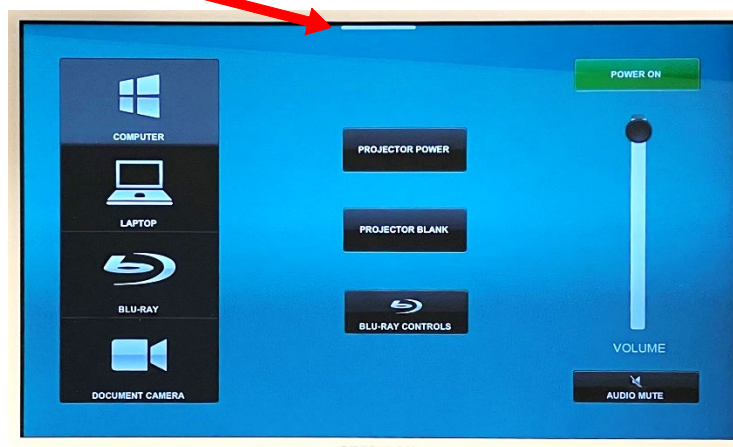 COMPUTER
LAPTOP
BLU-RAY
DOCUMENT CAMERA
PROJECTOR POWER
PROJECTOR BLANK
BLU-RAY CONTROLS
POWER ON
VOLUME
AUDIO MUTE